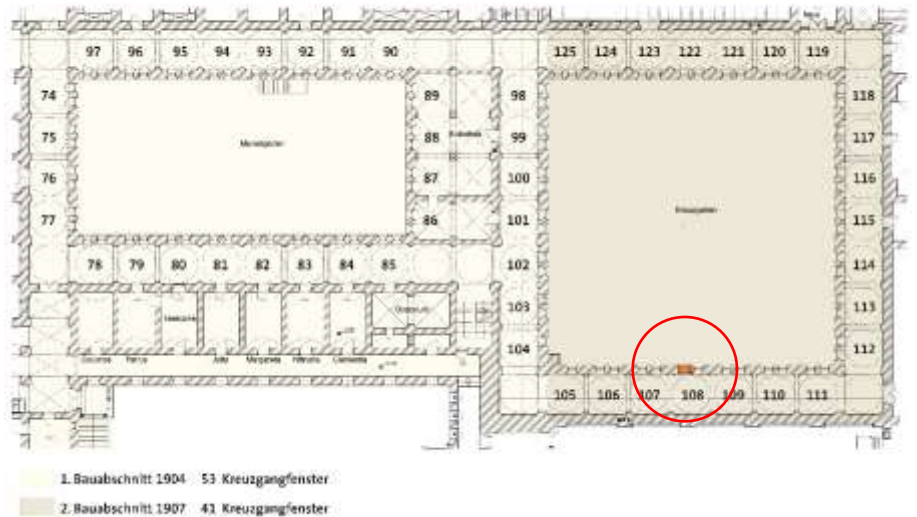 97 96 95 94 93 92 91 90 125 124 123 122 121 120 119
74 89 98 118
75 88 99 117
76 87 100 116
77 86 101 115
78 79 80 81 82 83 84 85 102 114
103 113
104 112
105 106 107 108 109 110 111
1. Bauabschnitt 1904 53 Kreuzgangfenster
2. Bauabschnitt 1907 41 Kreuzgangfenster